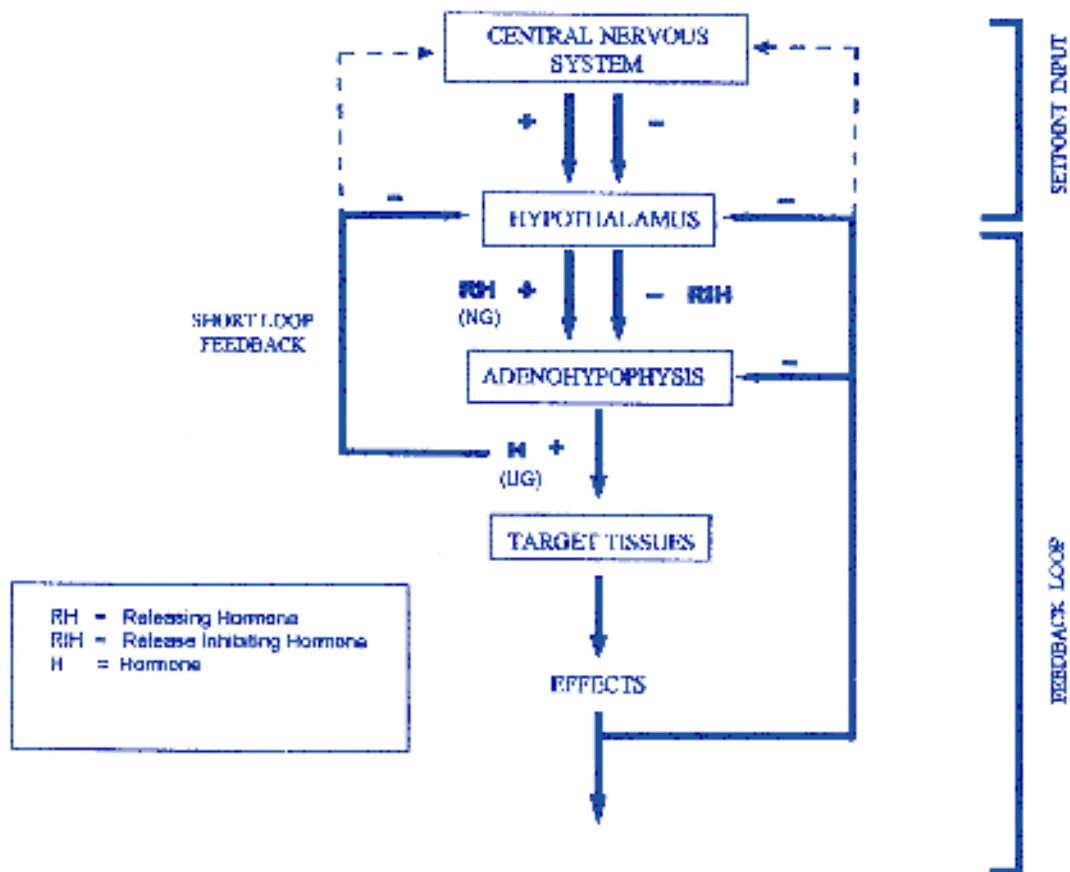 CENTRAL NERVOUS
SYSTEM
+
-
SETPOINT INPUT
-
-
HYPOTHALAMUS
RH +
(NG)
- RIH
SHORT LOOP
FEEDBACK
-
ADENOHYPOPHYSIS
H +
(UG)
TARGET TISSUES
FEEDBACK LOOP
RH = Releasing Hormone
RIH = Release Inhibiting Hormone
H = Hormone
EFFECTS